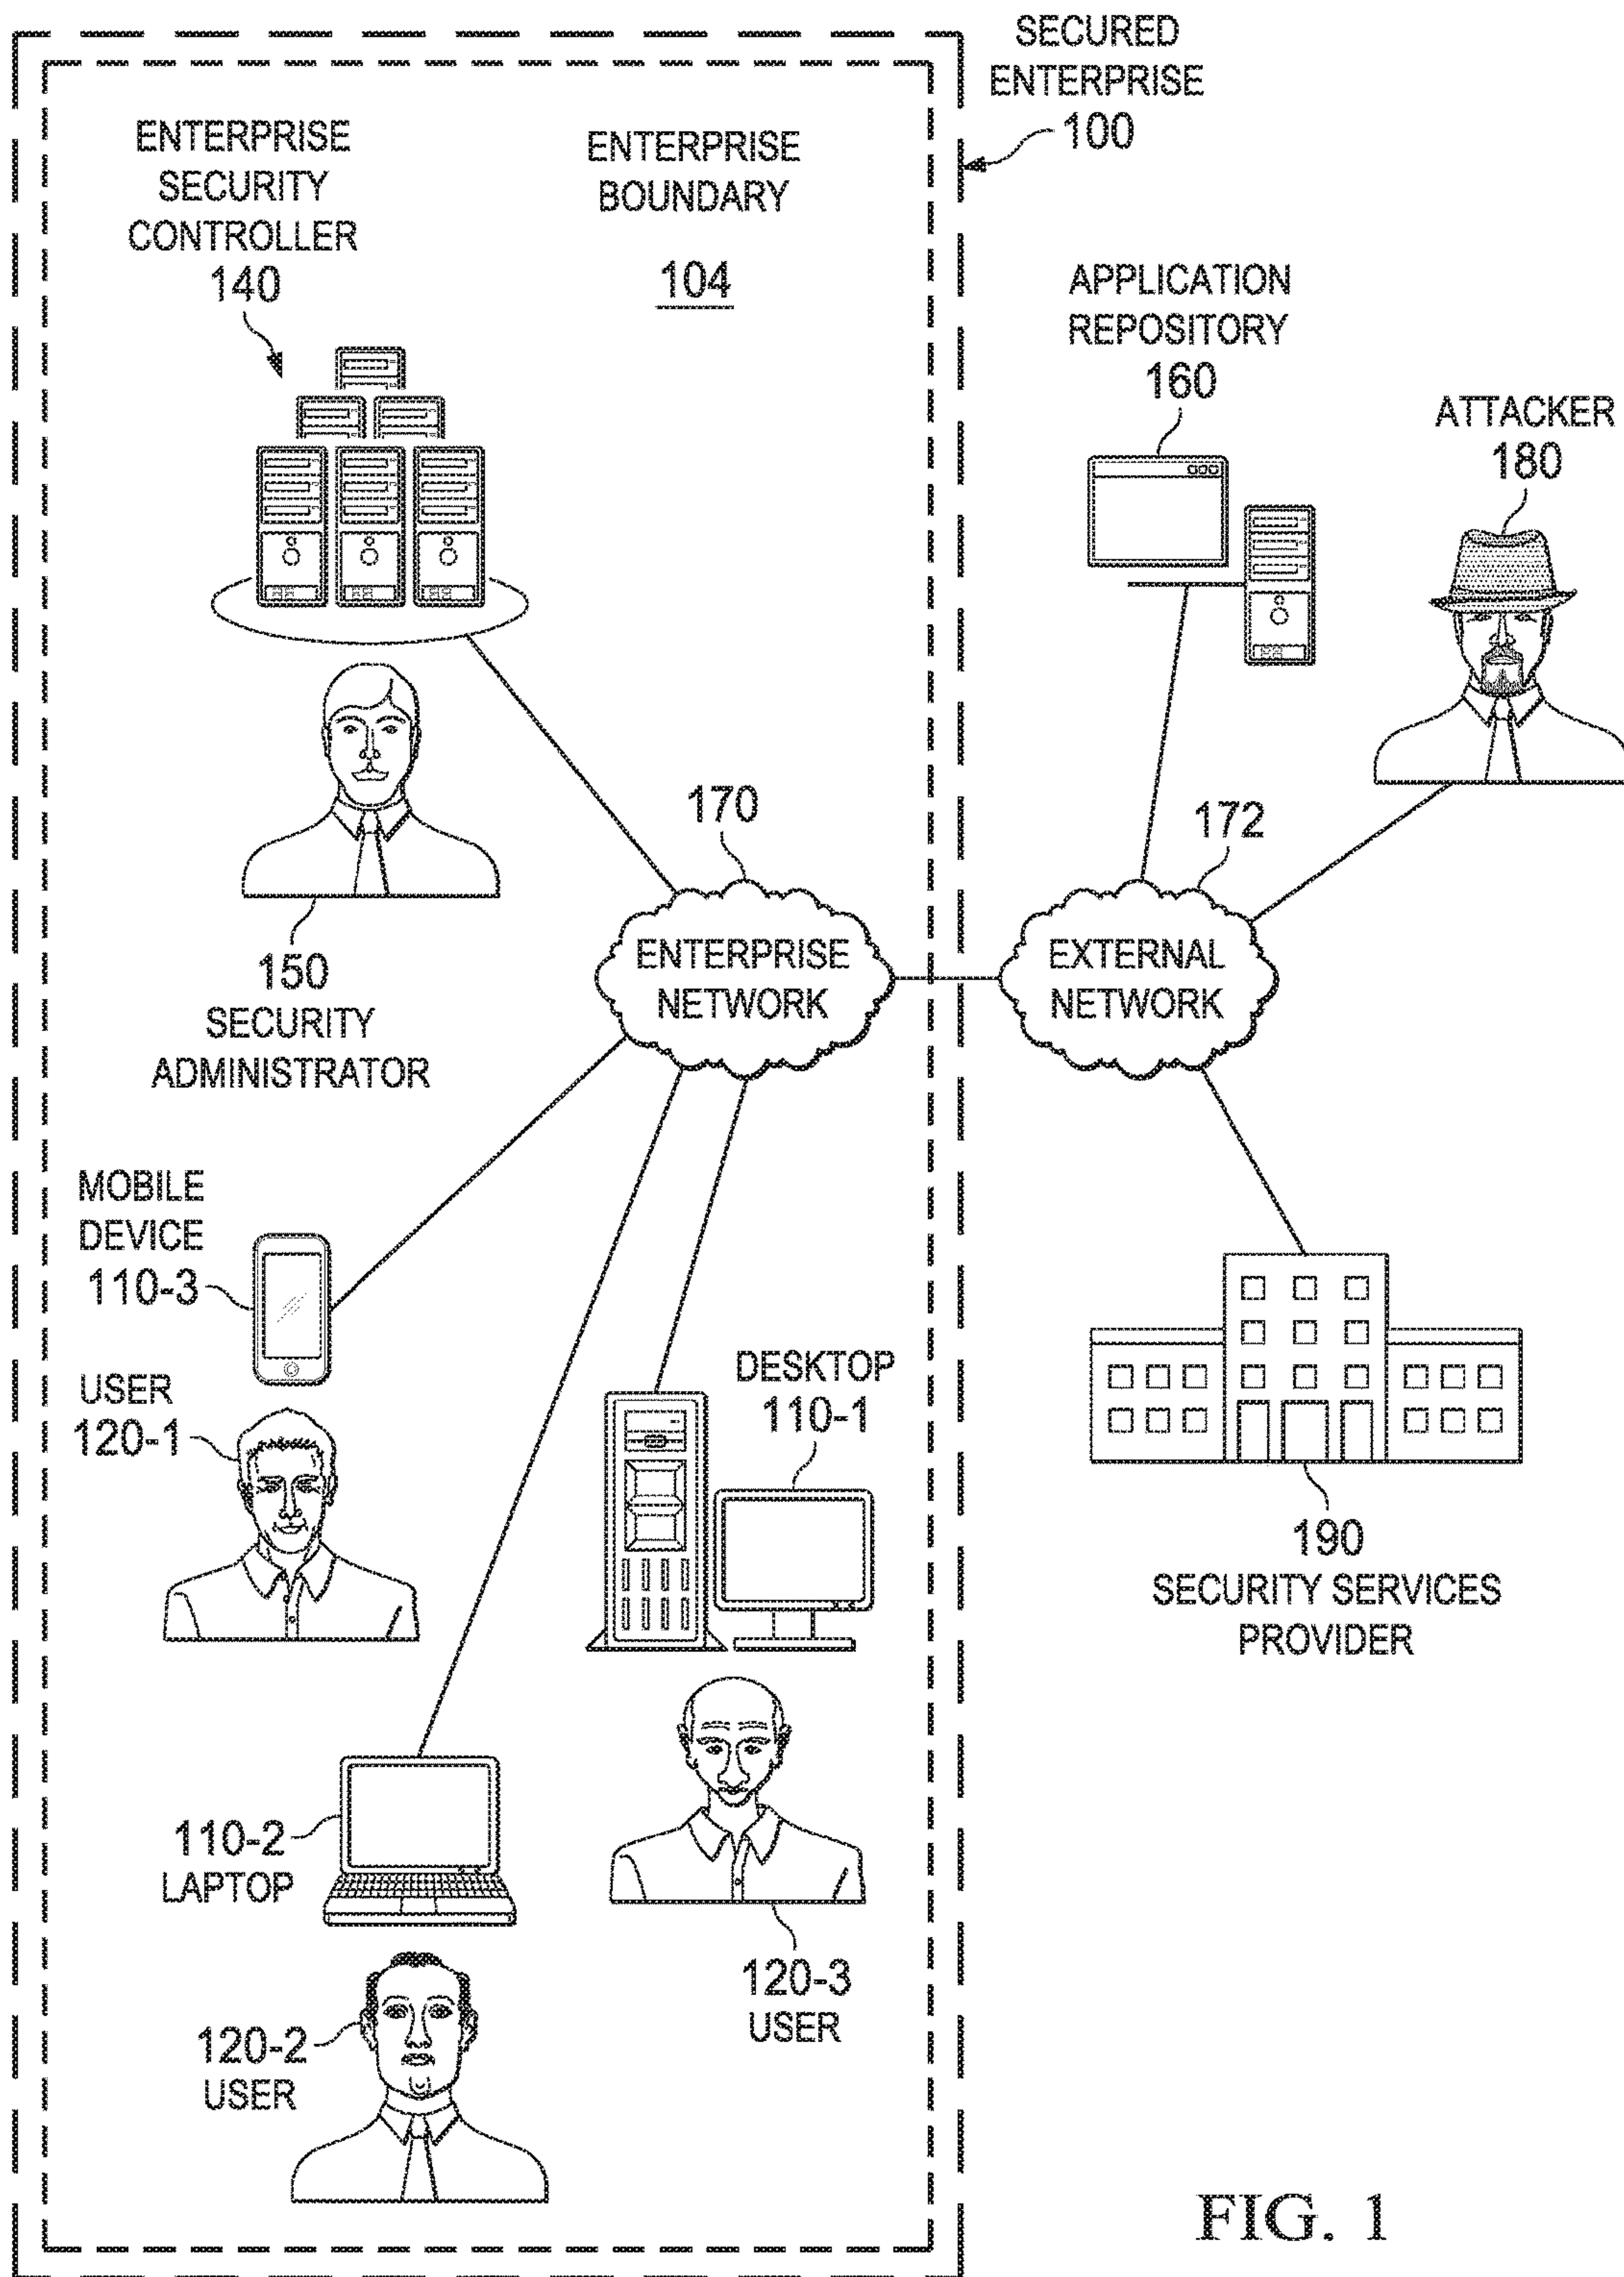 SECURED
ENTERPRISE
100
ENTERPRISE
SECURITY
CONTROLLER
140
ENTERPRISE
BOUNDARY
104
APPLICATION
REPOSITORY
160
ATTACKER
180
170
172
ENTERPRISE
NETWORK
EXTERNAL
NETWORK
150
SECURITY
ADMINISTRATOR
MOBILE
DEVICE
110-3
USER
120-1
DESKTOP
110-1
190
SECURITY SERVICES
PROVIDER
110-2
LAPTOP
120-3
USER
120-2
USER
FIG. 1